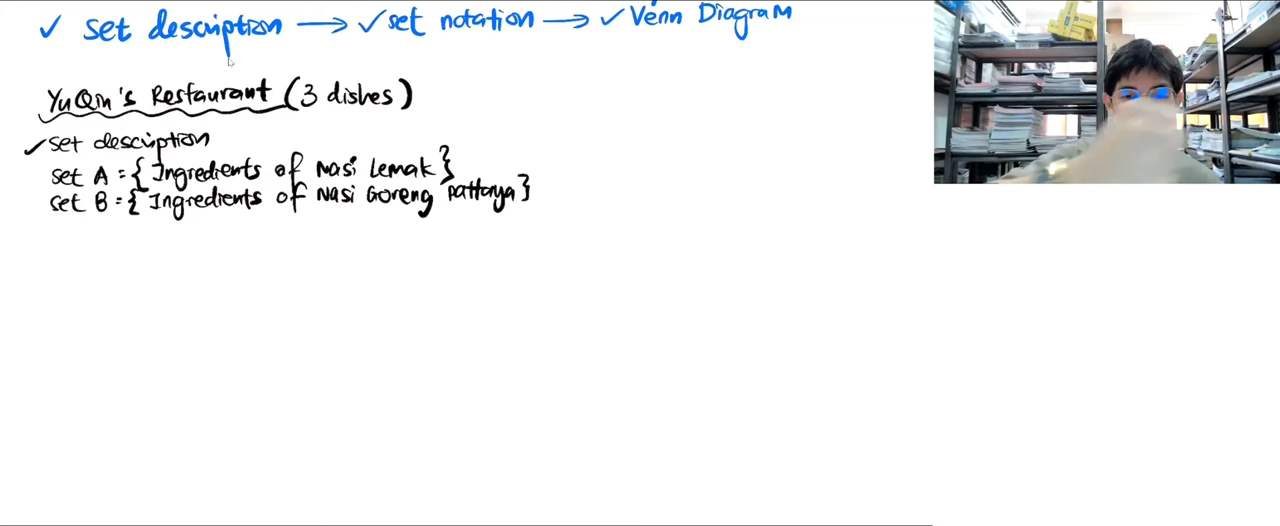 ✓ set description → ✓ set notation → ✓ Venn Diagram
YuQin's Restaurant (3 dishes)
✓ set description
set A = { Ingredients of Nasi Lemak }
set B = { Ingredients of Nasi Goreng Pattaya }